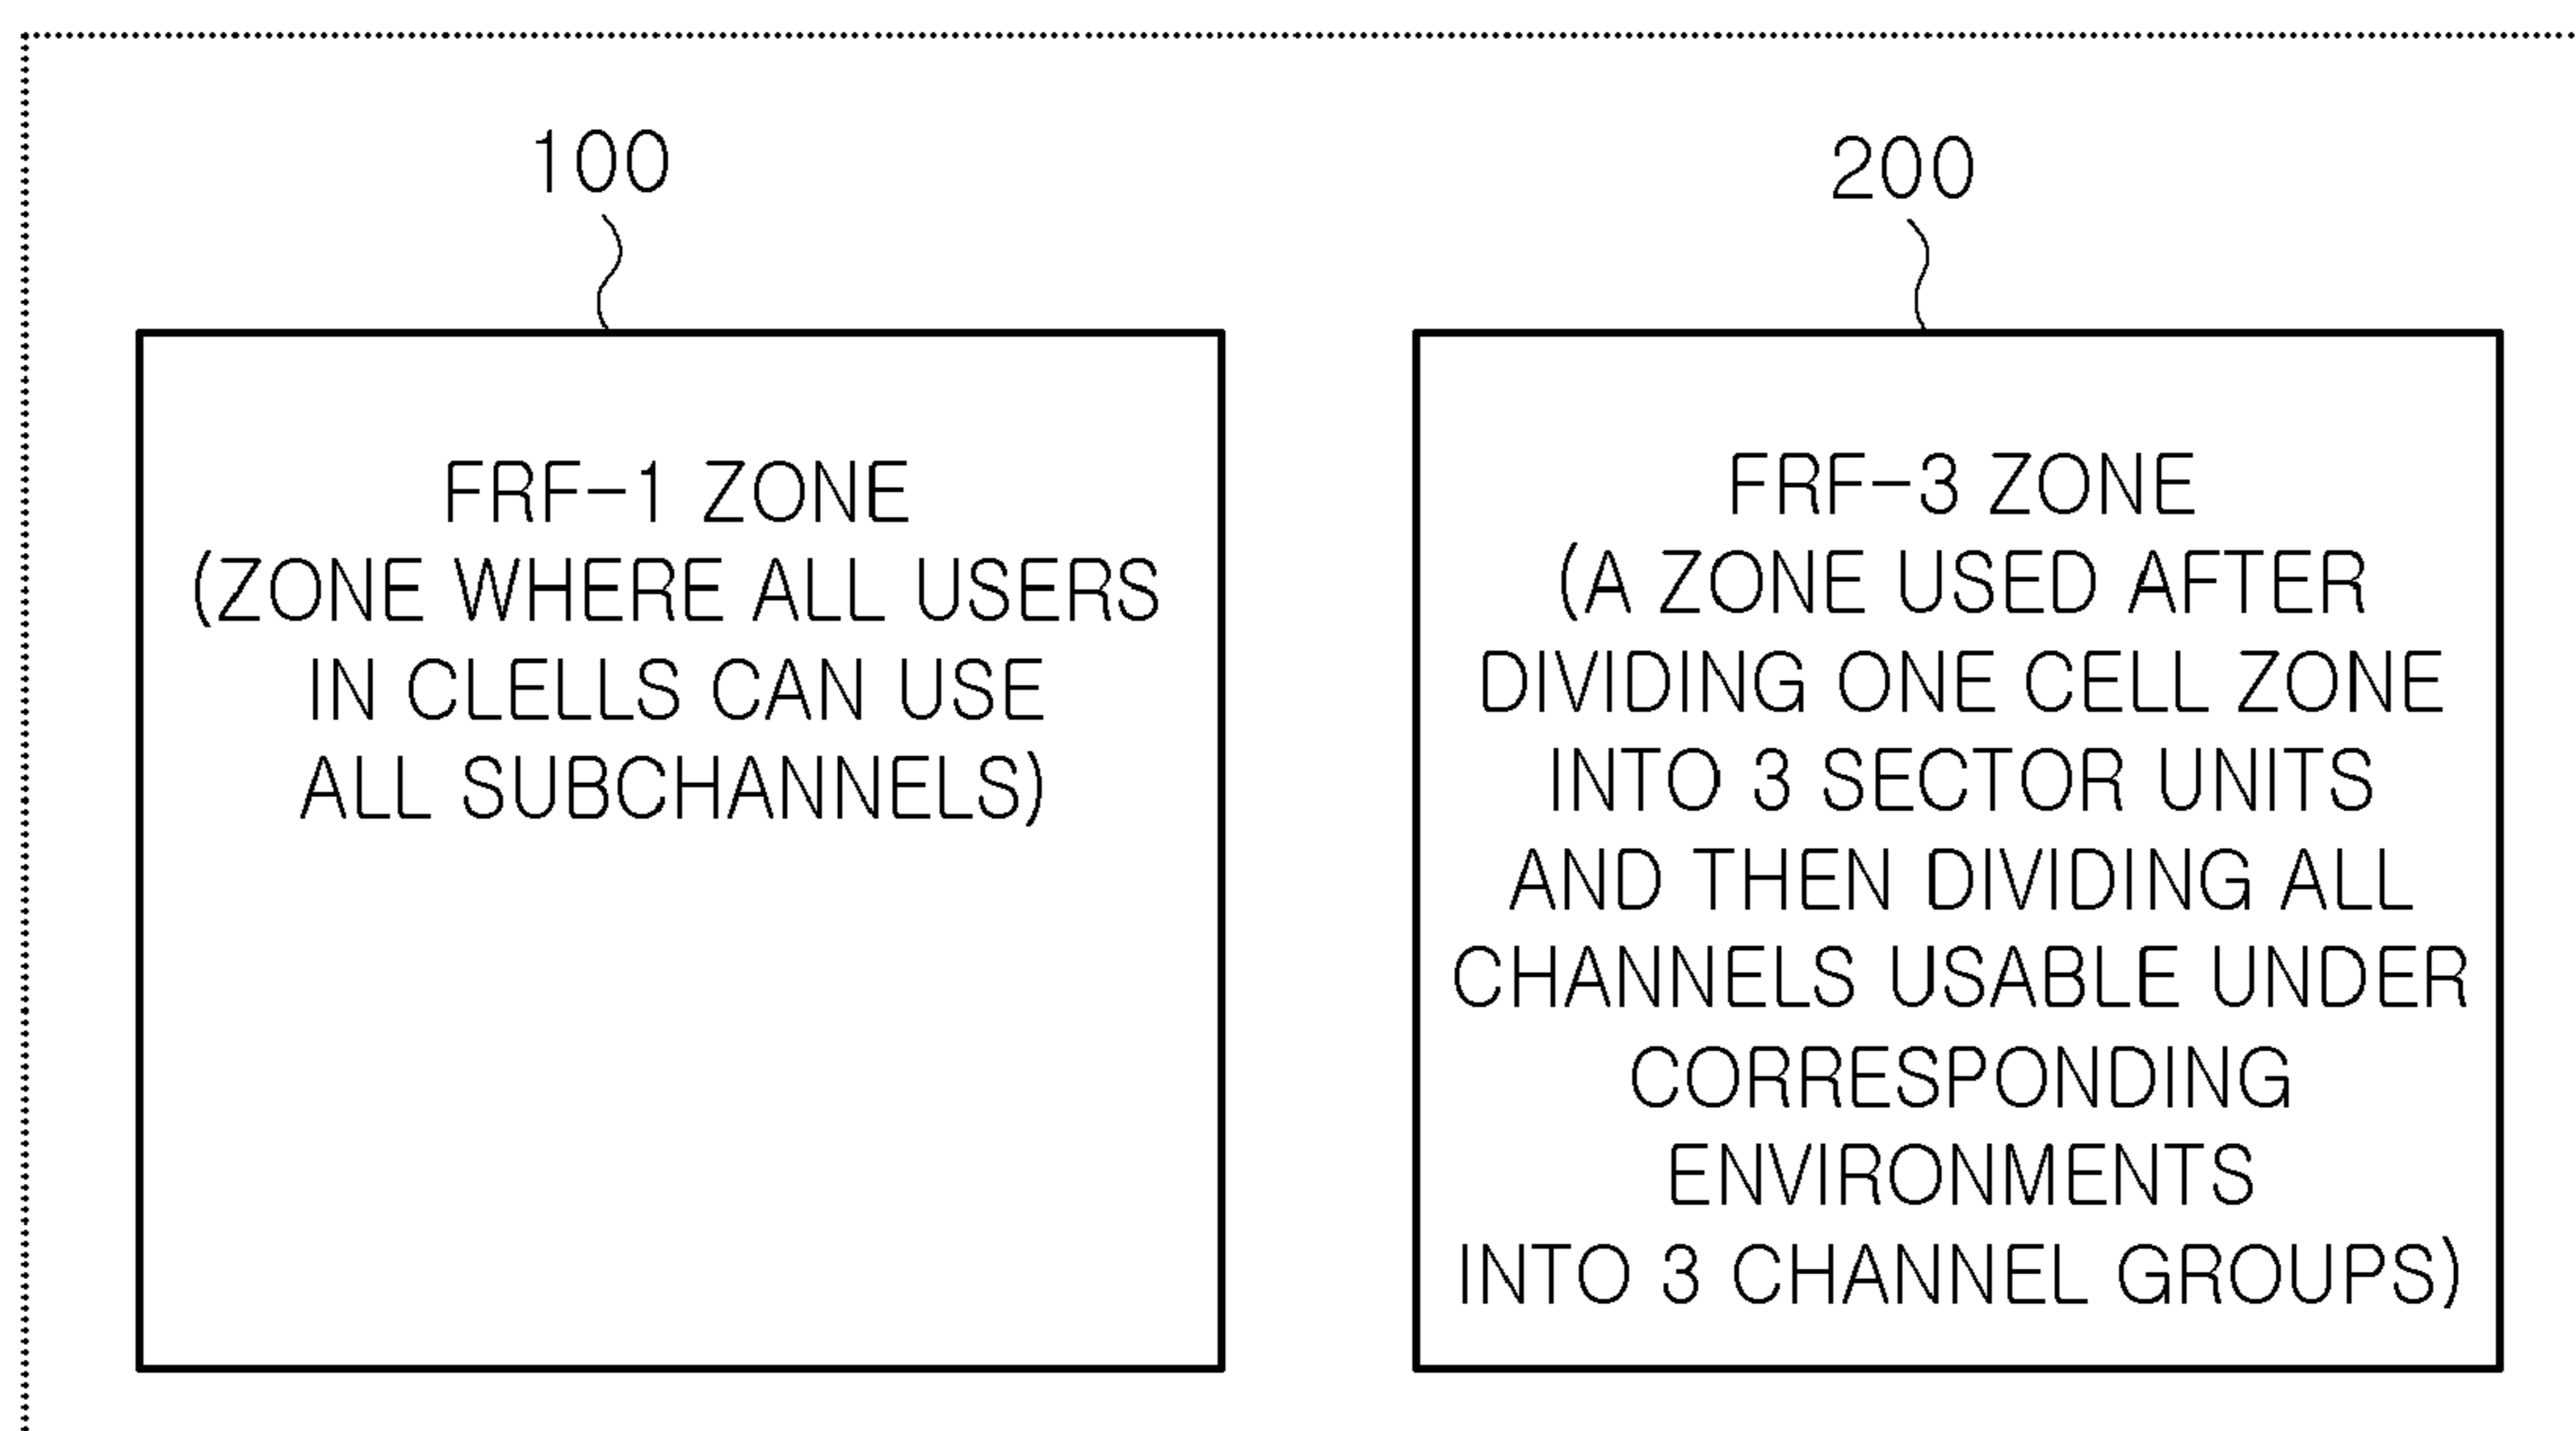 100
FRF-1 ZONE
(ZONE WHERE ALL USERS
IN CLELLS CAN USE
ALL SUBCHANNELS)
200
FRF-3 ZONE
(A ZONE USED AFTER
DIVIDING ONE CELL ZONE
INTO 3 SECTOR UNITS
AND THEN DIVIDING ALL
CHANNELS USABLE UNDER
CORRESPONDING
ENVIRONMENTS
INTO 3 CHANNEL GROUPS)